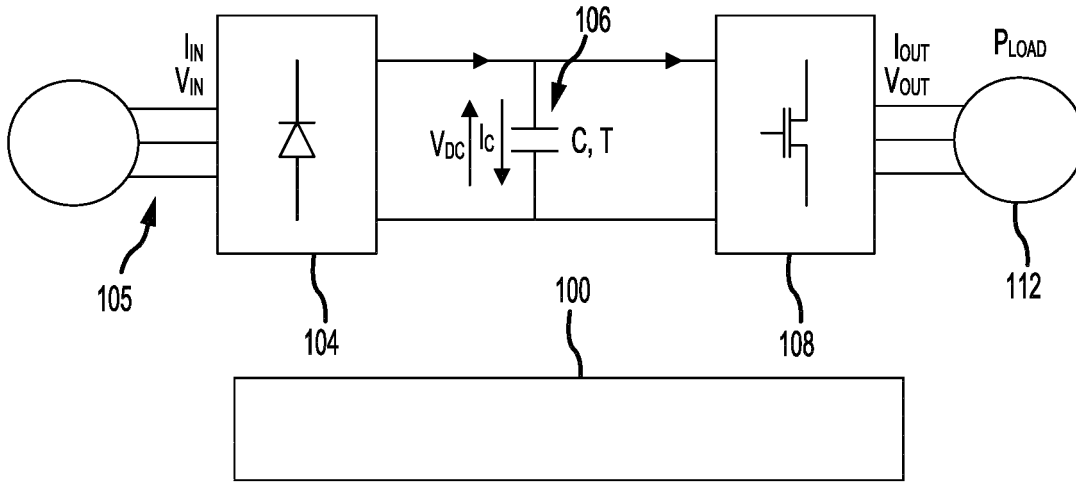 106
I_IN
V_IN
I_OUT
V_OUT
P_LOAD
V_DC
I_C
C, T
105
104
100
108
112